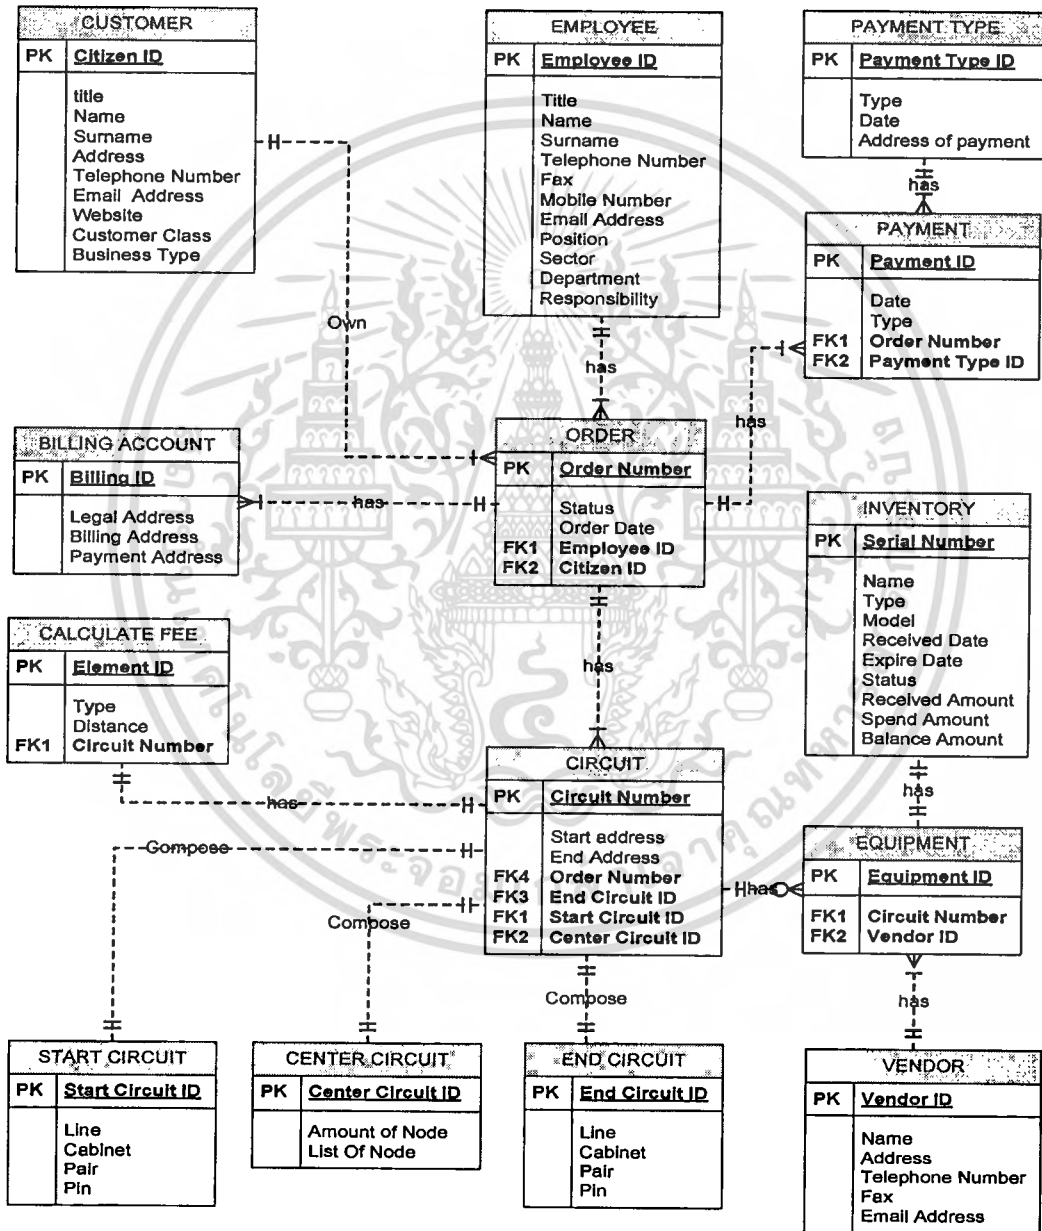 CUSTOMER
PK Citizen ID
title
Name
Surname
Address
Telephone Number
Email Address
Website
Customer Class
Business Type
EMPLOYEE
PK Employee ID
Title
Name
Surname
Telephone Number
Fax
Mobile Number
Email Address
Position
Sector
Department
Responsibility
PAYMENT TYPE
PK Payment Type ID
Type
Date
Address of payment
has
PAYMENT
PK Payment ID
Date
Type
FK1 Order Number
FK2 Payment Type ID
Own
has
has
BILLING ACCOUNT
PK Billing ID
Legal Address
Billing Address
Payment Address
has
ORDER
PK Order Number
Status
Order Date
FK1 Employee ID
FK2 Citizen ID
INVENTORY
PK Serial Number
Name
Type
Model
Received Date
Expire Date
Status
Received Amount
Spend Amount
Balance Amount
CALCULATE FEE
PK Element ID
Type
Distance
FK1 Circuit Number
has
has
has
CIRCUIT
PK Circuit Number
Start address
End Address
FK4 Order Number
FK3 End Circuit ID
FK1 Start Circuit ID
FK2 Center Circuit ID
Compose
Compose
Compose
has
EQUIPMENT
PK Equipment ID
FK1 Circuit Number
FK2 Vendor ID
has
START CIRCUIT
PK Start Circuit ID
Line
Cabinet
Pair
Pin
CENTER CIRCUIT
PK Center Circuit ID
Amount of Node
List Of Node
END CIRCUIT
PK End Circuit ID
Line
Cabinet
Pair
Pin
VENDOR
PK Vendor ID
Name
Address
Telephone Number
Fax
Email Address